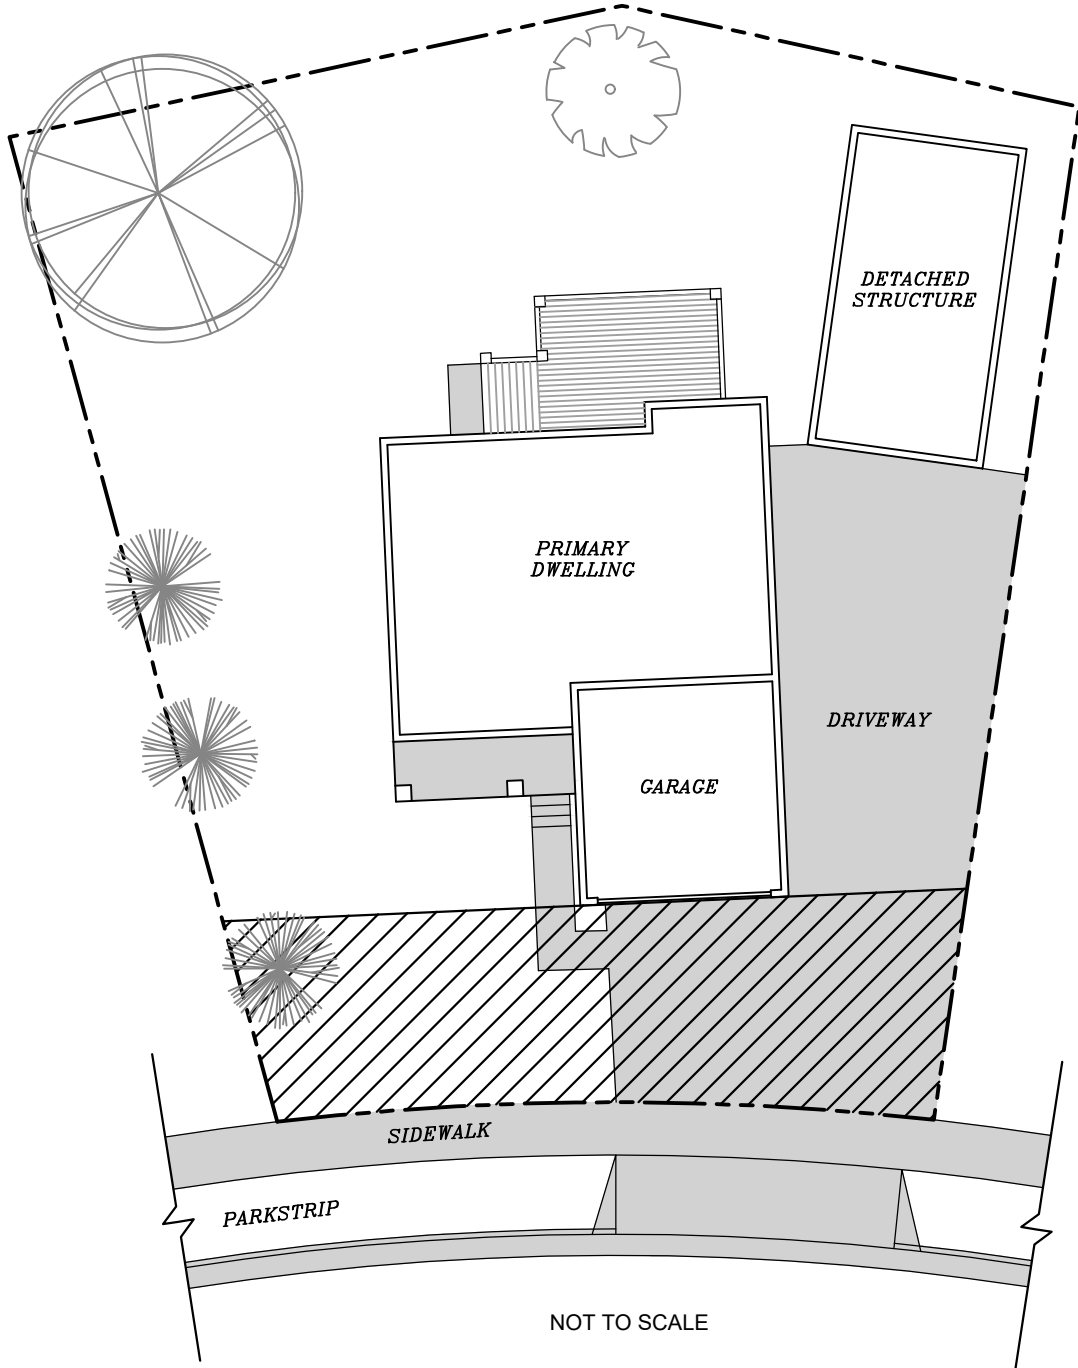 DETACHED
STRUCTURE
PRIMARY
DWELLING
DRIVEWAY
GARAGE
SIDEWALK
PARKSTRIP
NOT TO SCALE